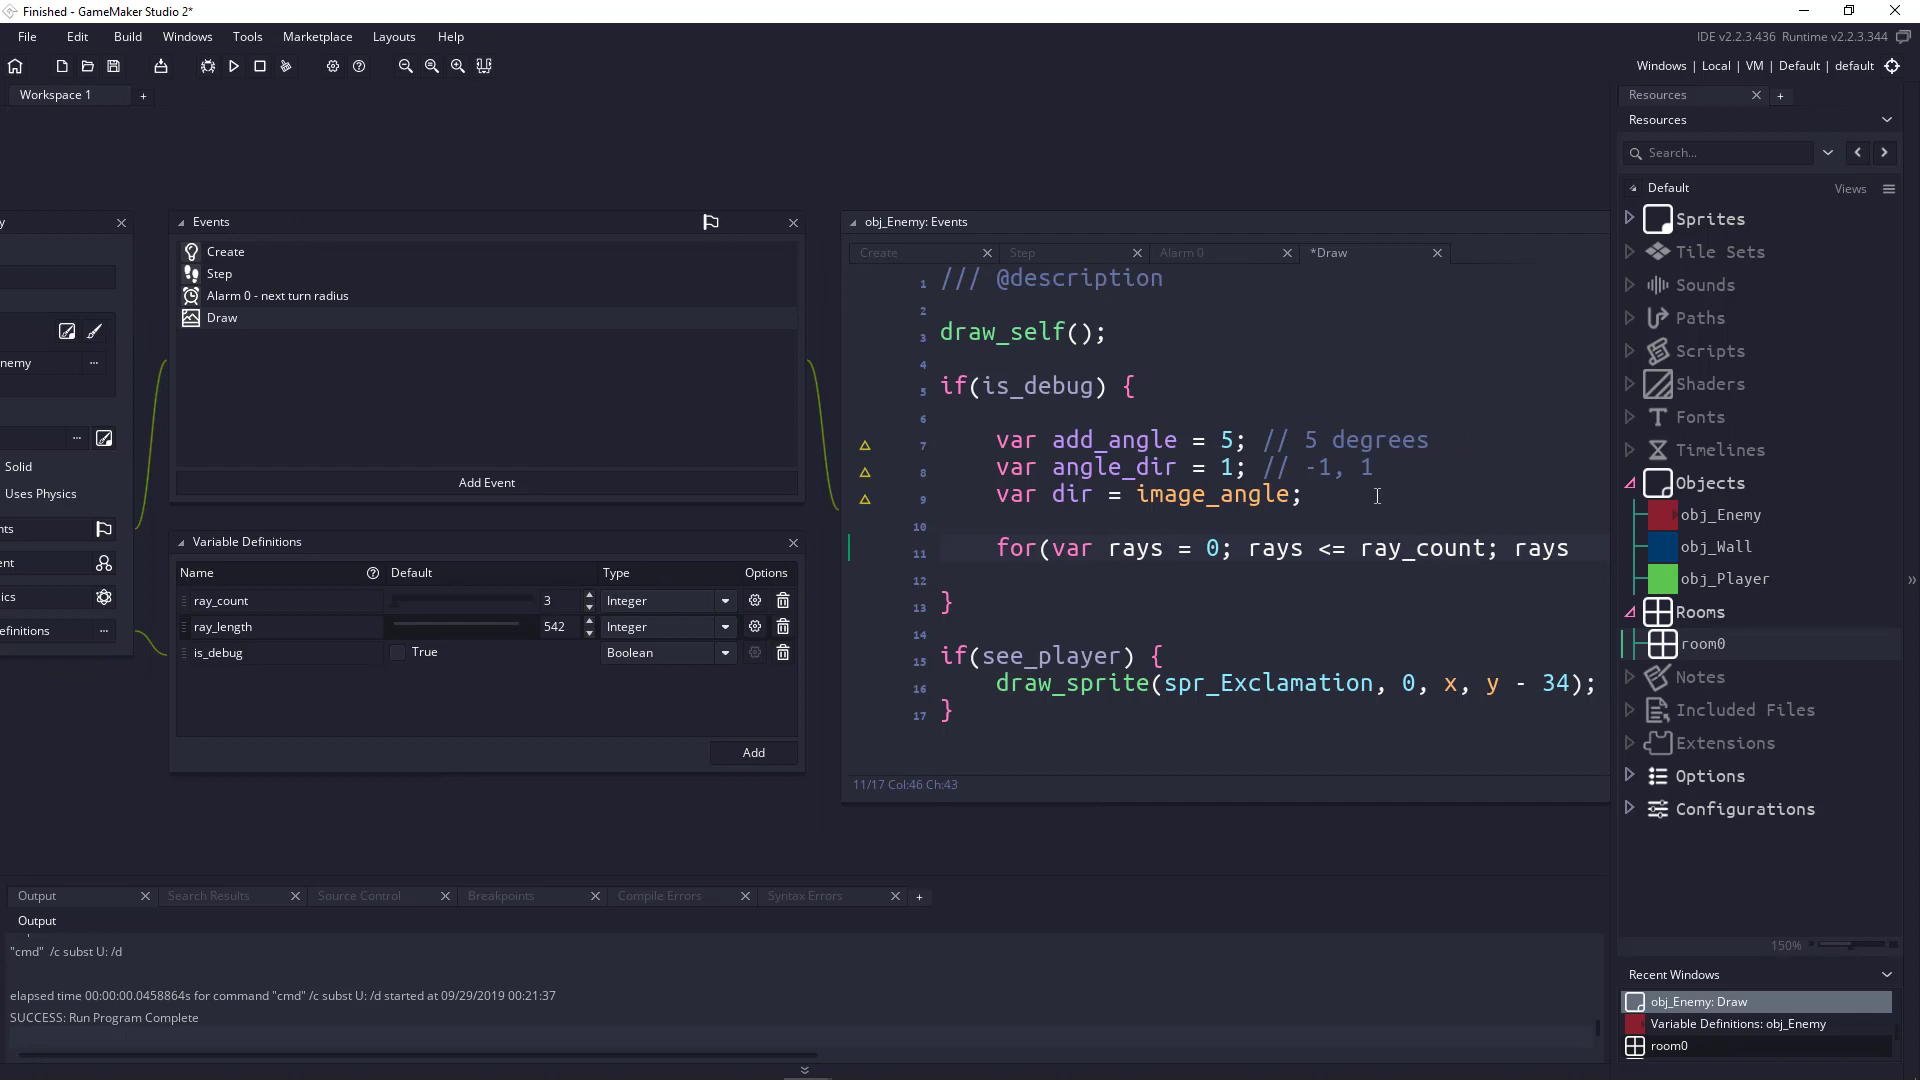 Finished - GameMaker Studio 2*
File Edit Build Windows Tools Marketplace Layouts Help
IDE v2.2.3.436 Runtime v2.2.3.344
Windows | Local | VM | Default | default
Workspace 1 +
Resources
Resources
Search...
Default
Views
Sprites
Tile Sets
Sounds
Paths
Scripts
Shaders
Fonts
Timelines
Objects
obj_Enemy
obj_Wall
obj_Player
Rooms
room0
Notes
Included Files
Extensions
Options
Configurations
150%
Recent Windows
obj_Enemy: Draw
Variable Definitions: obj_Enemy
room0
y
nemy
...
...
Solid
Uses Physics
nts
ent
ics
efinitions ...
Events
Create
Step
Alarm 0 - next turn radius
Draw
Add Event
Variable Definitions
Name Default Type Options
ray_count 3 Integer
ray_length 542 Integer
is_debug True Boolean
Add
obj_Enemy: Events
Create Step Alarm 0 *Draw
1 /// @description
2
3 draw_self();
4
5 if(is_debug) {
6
7 var add_angle = 5; // 5 degrees
8 var angle_dir = 1; // -1, 1
9 var dir = image_angle;
10
11 for(var rays = 0; rays <= ray_count; rays
12
13 }
14
15 if(see_player) {
16 draw_sprite(spr_Exclamation, 0, x, y - 34);
17 }
11/17 Col:46 Ch:43
Output Search Results Source Control Breakpoints Compile Errors Syntax Errors +
Output
"cmd" /c subst U: /d
elapsed time 00:00:00.0458864s for command "cmd" /c subst U: /d started at 09/29/2019 00:21:37
SUCCESS: Run Program Complete